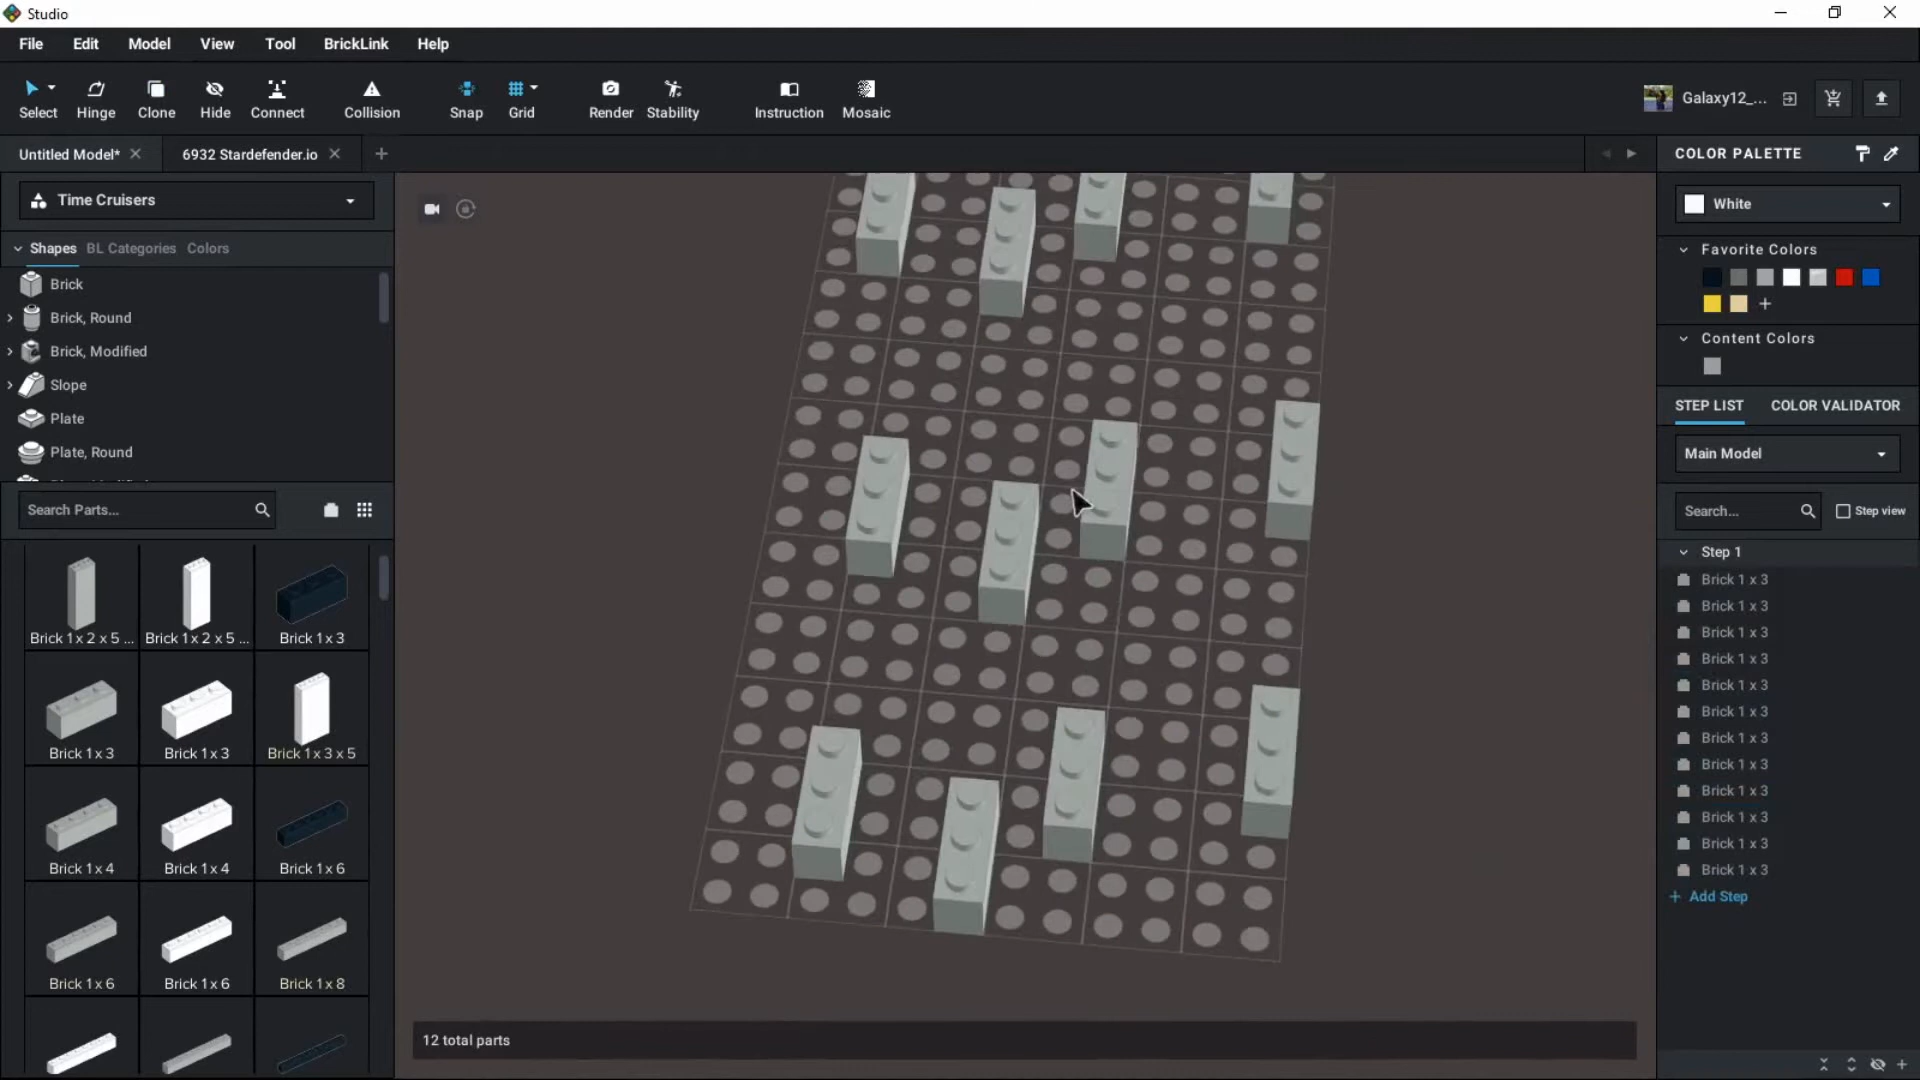 Studio
File Edit Model View Tool BrickLink Help
Select Hinge Clone Hide Connect Collision Snap Grid Render Stability Instruction Mosaic
Galaxy12_...
Untitled Model* 6932 Stardefender.io
Time Cruisers
Shapes BL Categories Colors
Brick
Brick, Round
Brick, Modified
Slope
Plate
Plate, Round
Search Parts...
Brick 1 x 2 x 5 ... Brick 1 x 2 x 5 ... Brick 1 x 3
Brick 1 x 3 Brick 1 x 3 Brick 1 x 3 x 5
Brick 1 x 4 Brick 1 x 4 Brick 1 x 6
Brick 1 x 6 Brick 1 x 6 Brick 1 x 8
12 total parts
COLOR PALETTE
White
Favorite Colors
Content Colors
STEP LIST COLOR VALIDATOR
Main Model
Search... Step view
Step 1
Brick 1 x 3
Brick 1 x 3
Brick 1 x 3
Brick 1 x 3
Brick 1 x 3
Brick 1 x 3
Brick 1 x 3
Brick 1 x 3
Brick 1 x 3
Brick 1 x 3
Brick 1 x 3
Brick 1 x 3
+ Add Step